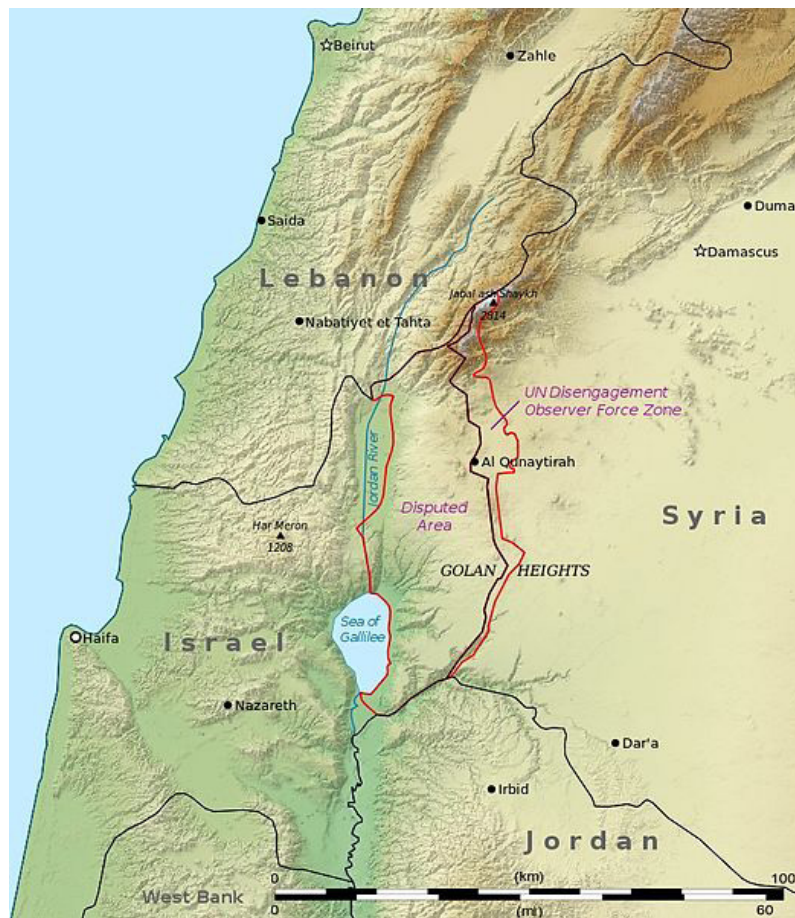 Beirut
Zahle
Duma
Saida
Damascus
Lebanon
Jabal ash Shaykh
2814
Nabatiyet et Tahta
UN Disengagement
Observer Force Zone
Jordan River
Al Qunaytirah
Disputed
Area
Syria
Har Meron
1208
GOLAN HEIGHTS
Sea of
Gallilee
Haifa
Israel
Nazareth
Dar'a
Irbid
Jordan
West Bank
0 (km) 100
0 (mi) 60